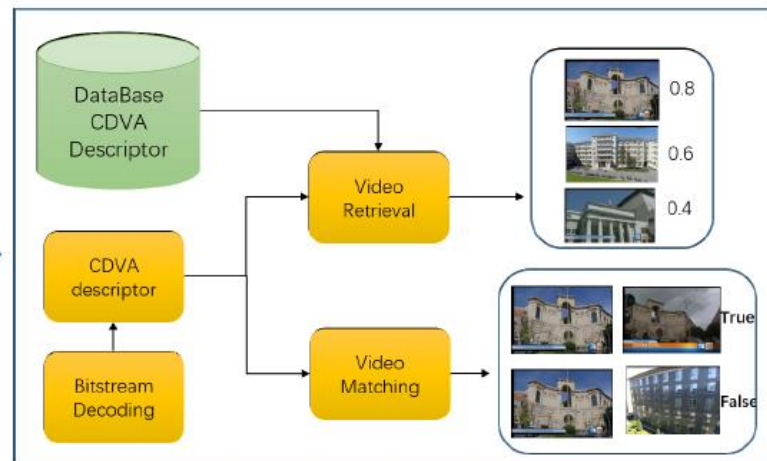 DataBase
CDVA
Descriptor
Video
Retrieval
0.8
0.6
0.4
CDVA
descriptor
Bitstream
Decoding
Video
Matching
True
False